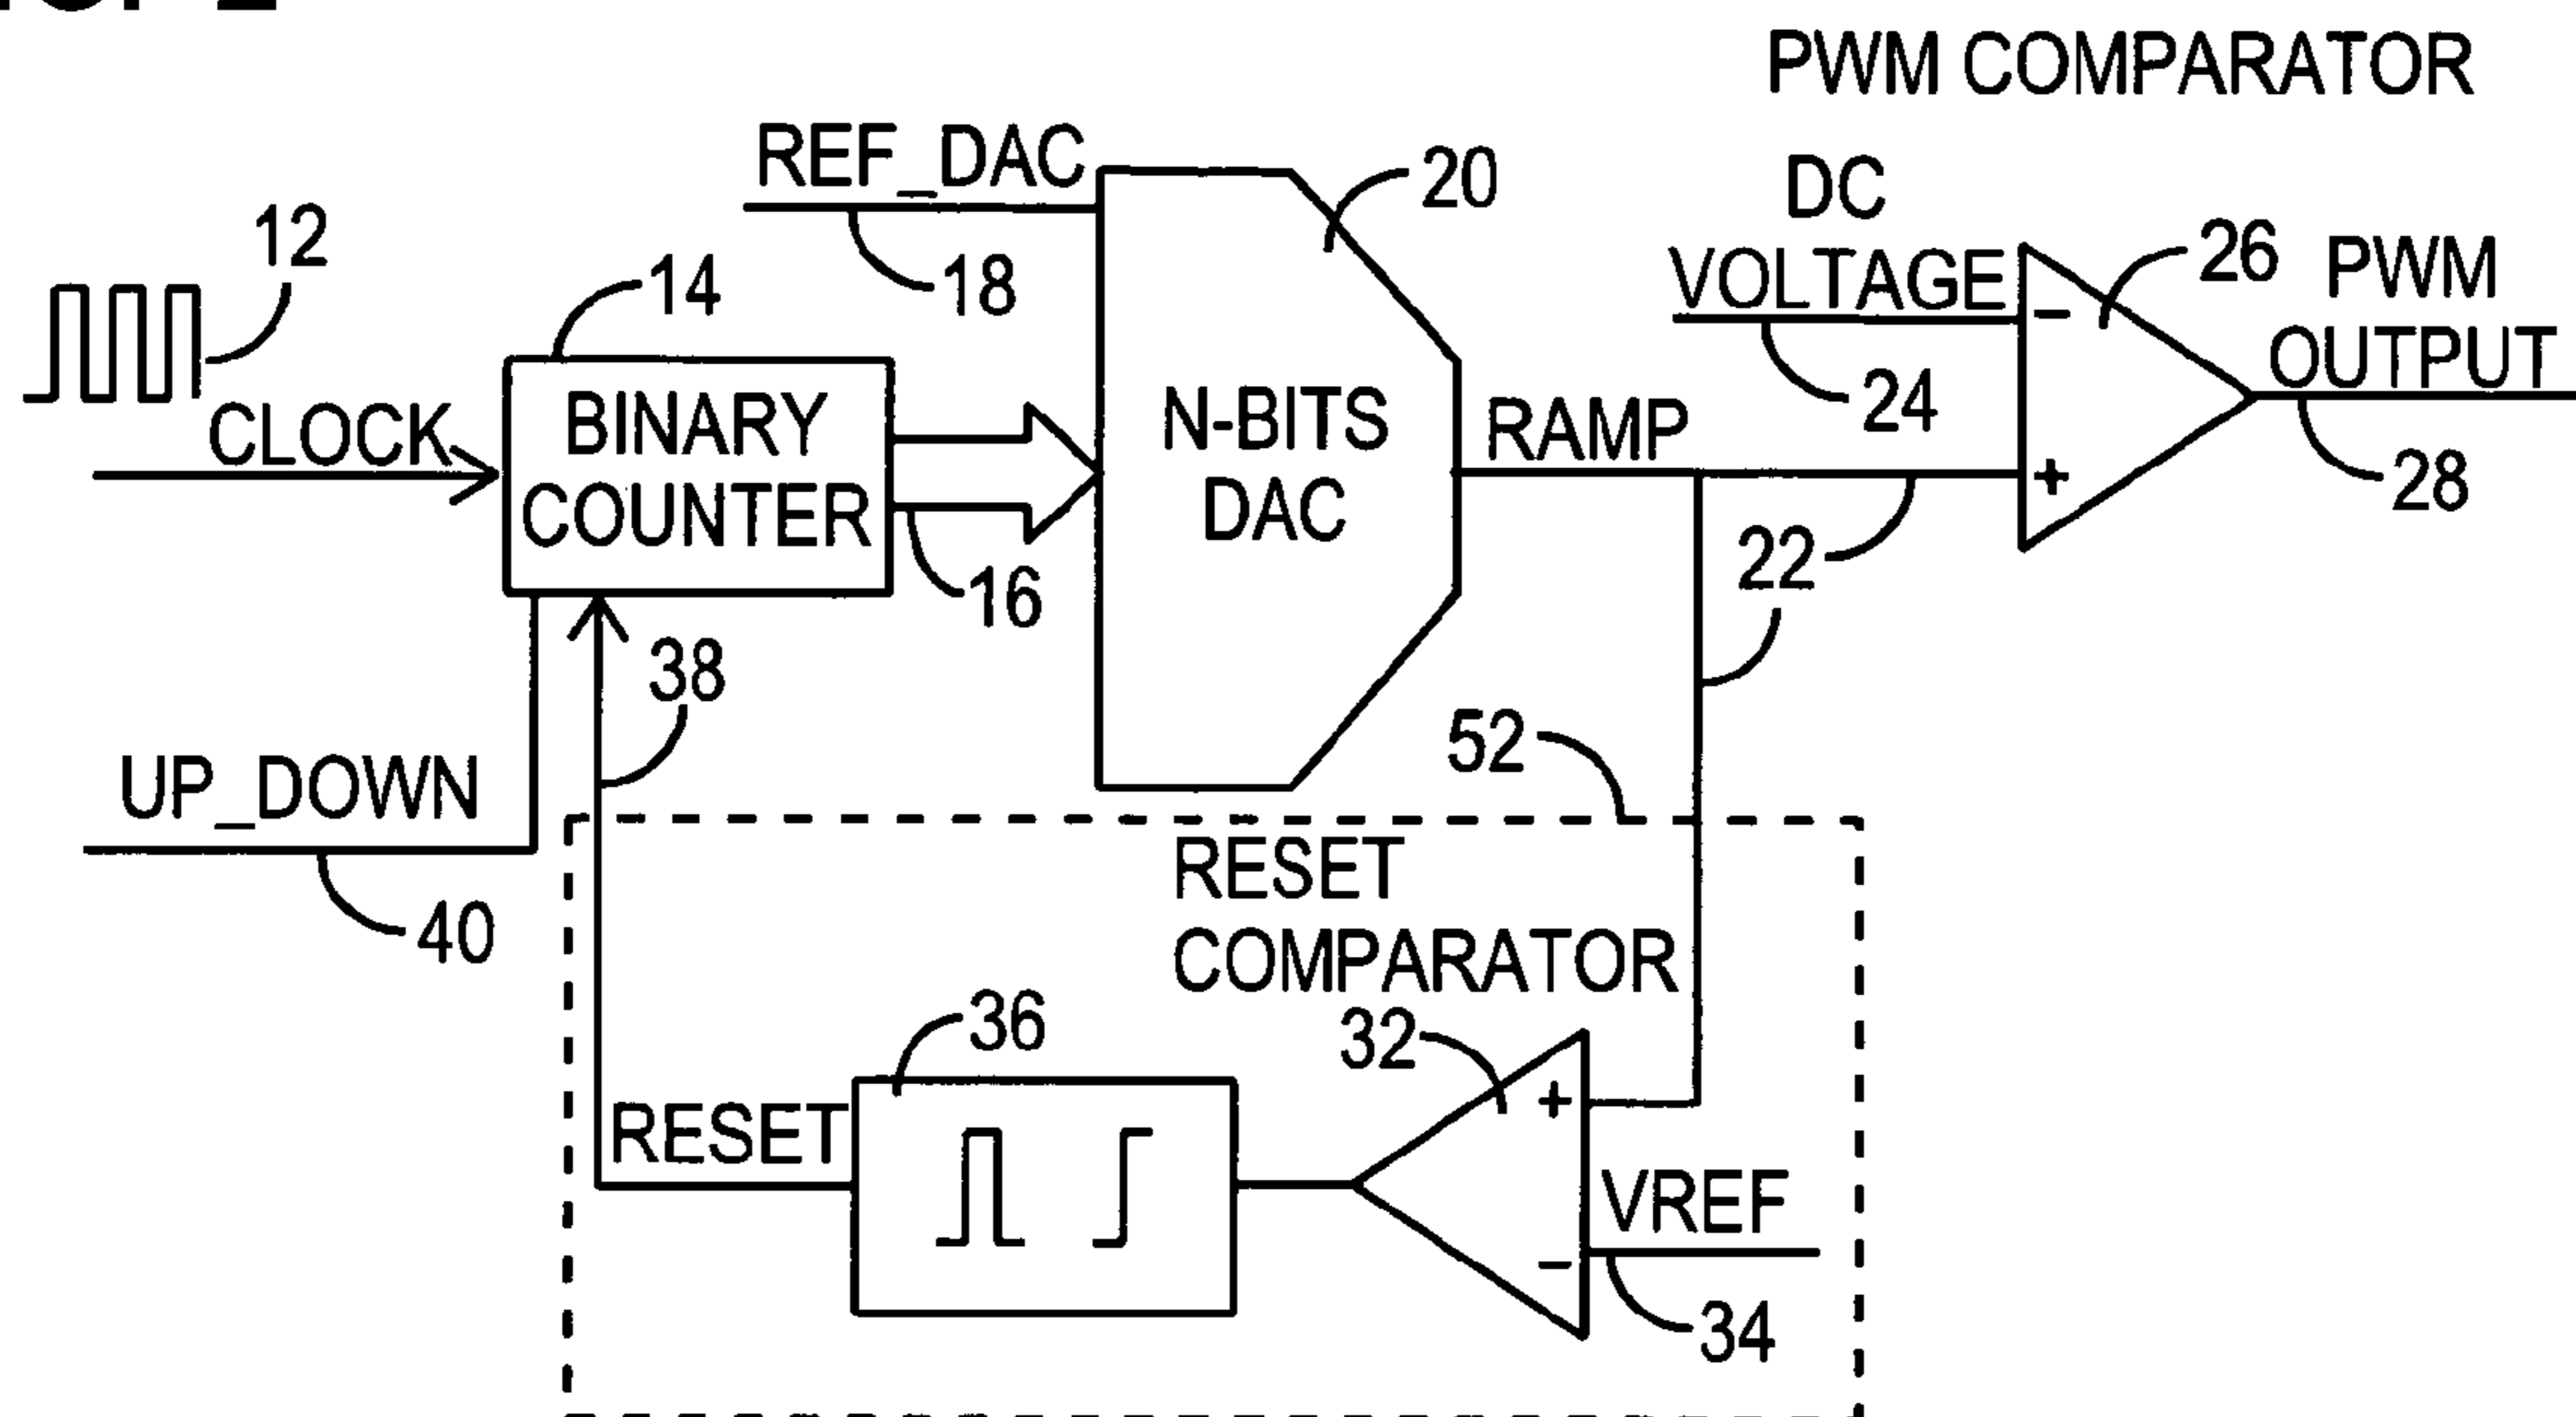 PWM COMPARATOR
REF_DAC
20
DC
VOLTAGE
12
18
14
26
PWM
OUTPUT
CLOCK
BINARY
COUNTER
N-BITS
DAC
RAMP
-
+
24
28
16
22
38
52
UP_DOWN
40
RESET
COMPARATOR
36
32
RESET
+
VREF
-
34